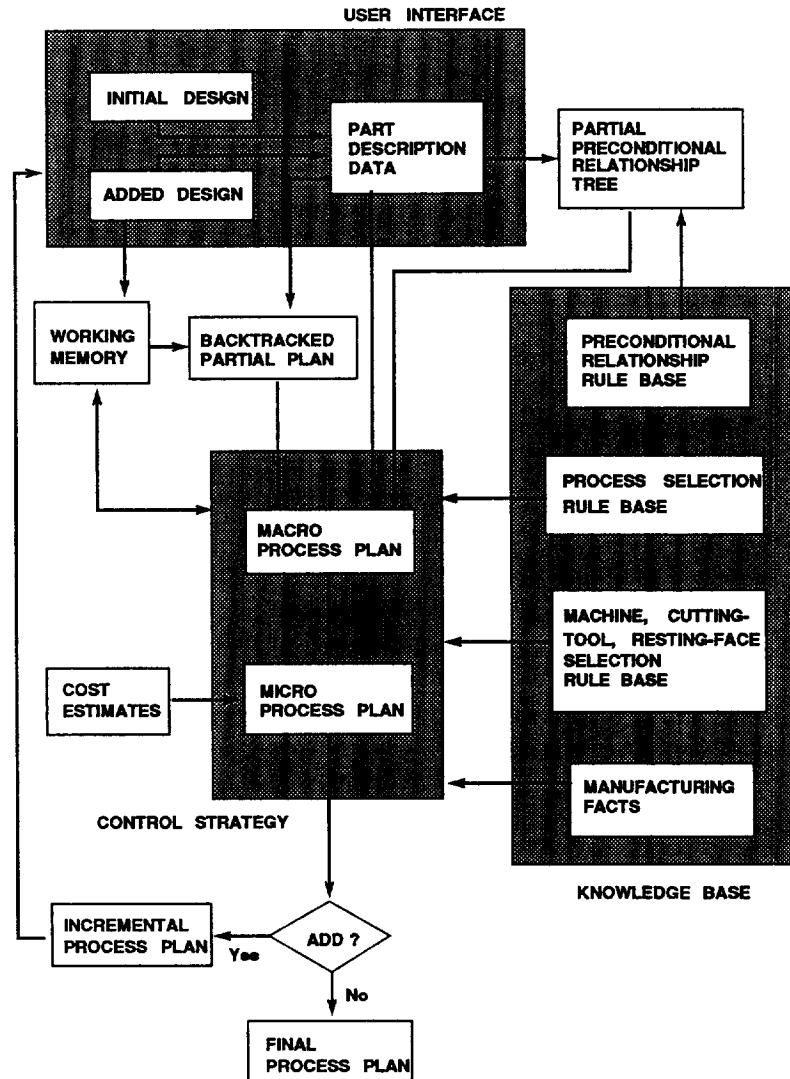 USER INTERFACE
INITIAL DESIGN
ADDED DESIGN
PART
DESCRIPTION
DATA
PARTIAL
PRECONDITIONAL
RELATIONSHIP
TREE
WORKING
MEMORY
BACKTRACKED
PARTIAL PLAN
PRECONDITIONAL
RELATIONSHIP
RULE BASE
PROCESS SELECTION
RULE BASE
MACRO
PROCESS PLAN
MACHINE, CUTTING-
TOOL, RESTING-FACE
SELECTION
RULE BASE
COST
ESTIMATES
MICRO
PROCESS PLAN
MANUFACTURING
FACTS
CONTROL STRATEGY
KNOWLEDGE BASE
INCREMENTAL
PROCESS PLAN
Yes
ADD ?
No
FINAL
PROCESS PLAN